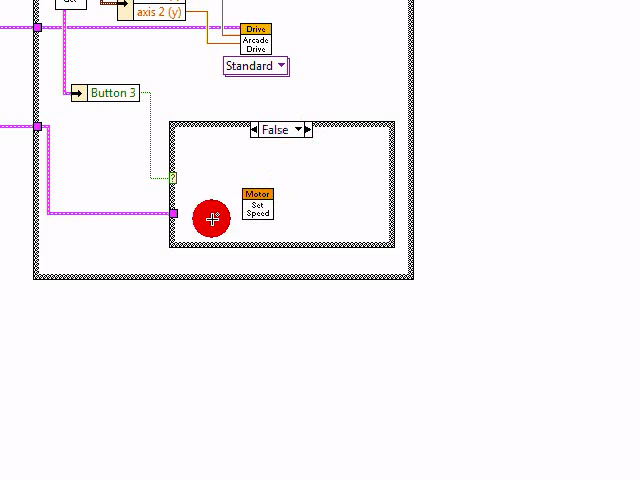 axis 2 (y)
Drive
Arcade
Drive
Standard
Button 3
False
?
Motor
Set
Speed